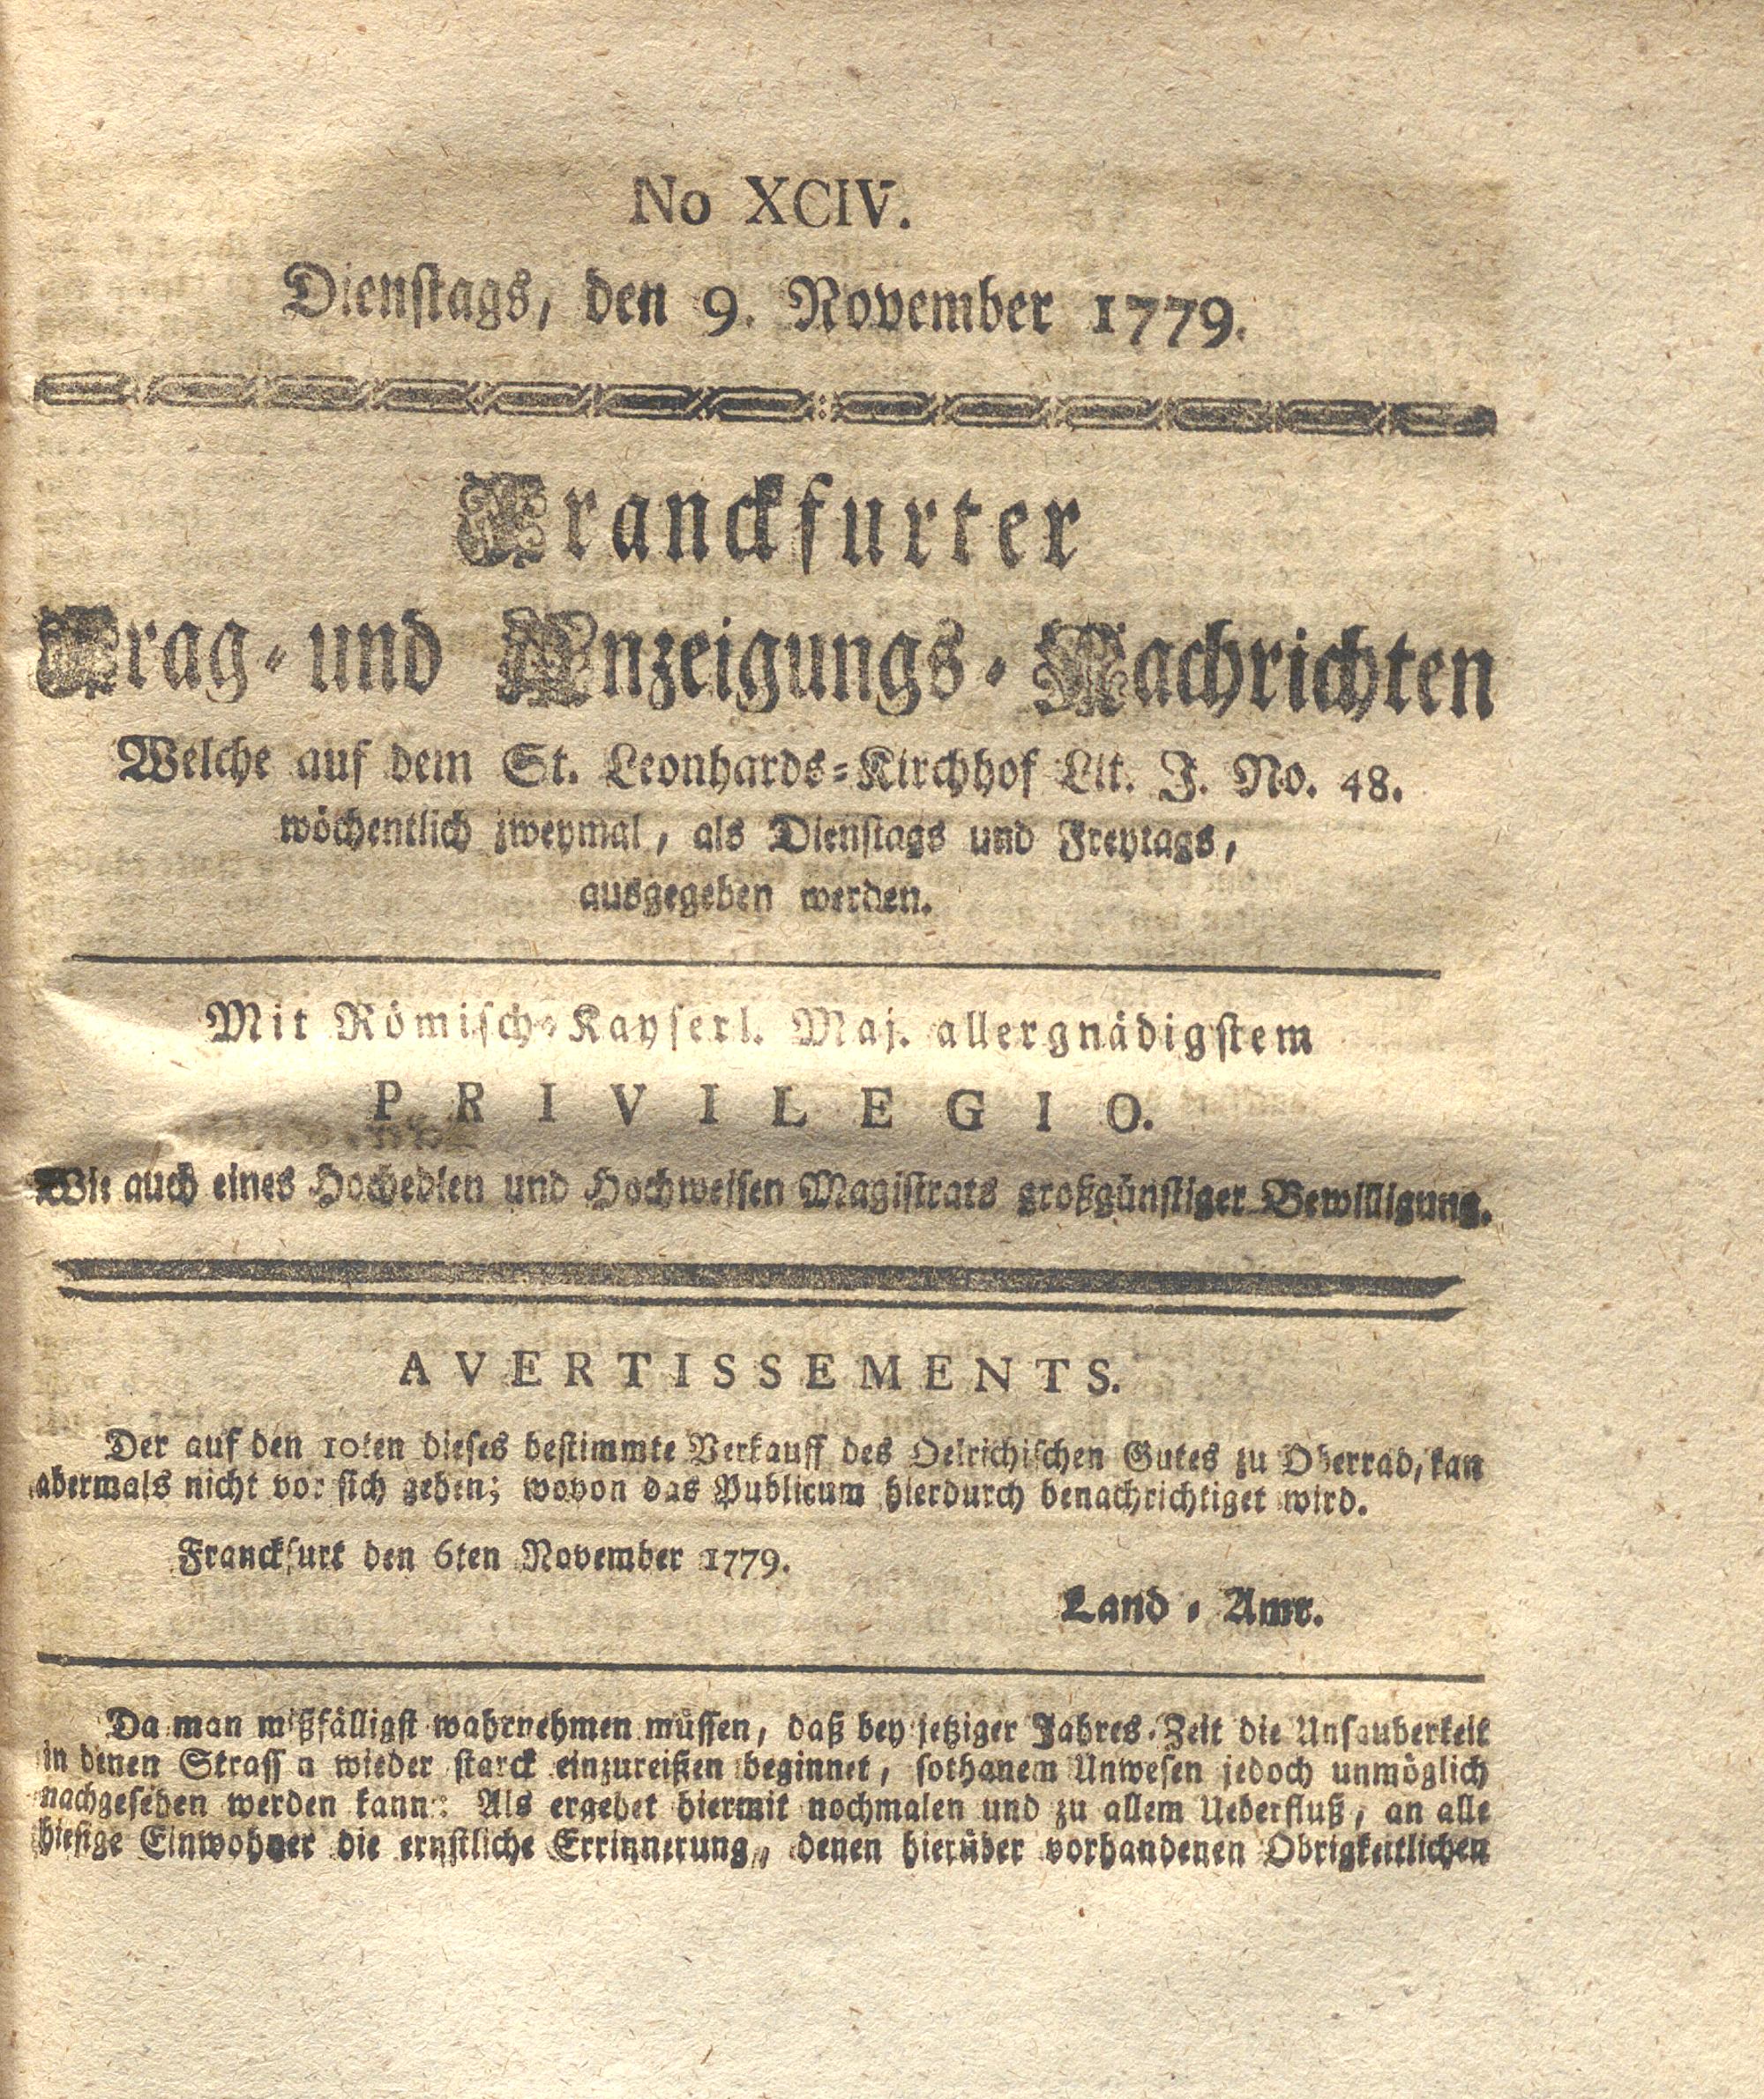 No XCIV.
Dienstags, den 9. November 1779.
Franckfurter
Frag- und Anzeigungs-Nachrichten
Welche auf dem St. Leonhards-Kirchhof Lit. J. No. 48.
wöchentlich zweymal, als Dienstags und Freytags,
ausgegeben werden.
Mit Römisch-Kayserl. Maj. allergnädigstem
PRIVILEGIO.
Wie auch eines Hochedlen und Hochweisen Magistrats großgünstiger Bewilligung.
AVERTISSEMENTS.
Der auf den 10ten dieses bestimmte Verkauff des Oelrichischen Gutes zu Oberrad, kan
abermals nicht vor sich gehen; wovon das Publicum hierdurch benachrichtiget wird.
Franckfurt den 6ten November 1779.
Land-Amt.
Da man mißfälligst wahrnehmen müssen, daß bey jetziger Jahres-Zeit die Unsauberkeit
in denen Strassen wieder starck einzureißen beginnet, sothanem Unwesen jedoch unmöglich
nachgesehen werden kann: Als ergehet hiermit nochmalen und zu allem Ueberfluß, an alle
hiesige Einwohner die ernstliche Errinnerung, denen hierüber vorhandenen Obrigkeitlichen